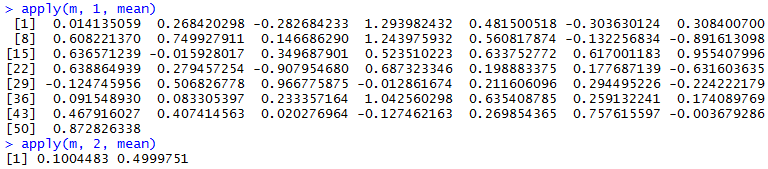 > apply(m, 1, mean)
[1] 0.014135059 0.268420298 -0.282684233 1.293982432 0.481500518 -0.303630124 0.308400700
[8] 0.608221370 0.749927911 0.146686290 1.243975932 0.560817874 -0.132256834 -0.891613098
[15] 0.636571239 -0.015928017 0.349687901 0.523510223 0.633752772 0.617001183 0.955407996
[22] 0.638864939 0.279457254 -0.907954680 0.687323346 0.198883375 0.177687139 -0.631603635
[29] -0.124745956 0.506826778 0.966775875 -0.012861674 0.211606096 0.294495226 -0.224222179
[36] 0.091548930 0.083305397 0.233357164 1.042560298 0.635408785 0.259132241 0.174089769
[43] 0.467916027 0.407414563 0.020276964 -0.127462163 0.269854365 0.757615597 -0.003679286
[50] 0.872826338
> apply(m, 2, mean)
[1] 0.1004483 0.4999751